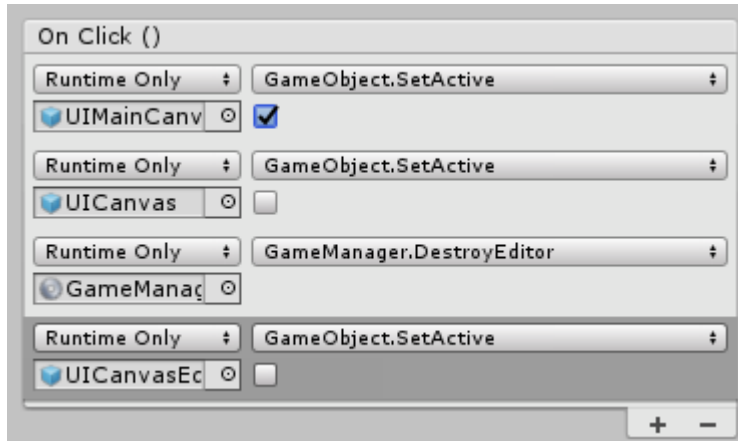 On Click ()
Runtime Only GameObject.SetActive
UIMainCanv
Runtime Only GameObject.SetActive
UICanvas
Runtime Only GameManager.DestroyEditor
GameManag
Runtime Only GameObject.SetActive
UICanvasEc
+ −